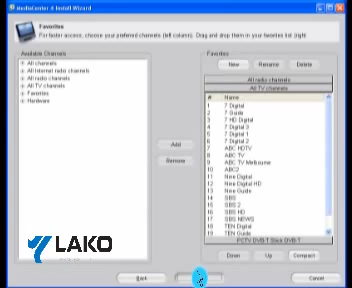 MediaCenter 4 Install Wizard
Favorites
For faster access, choose your preferred channels (left column). Drag and drop them in your favorites list (right
Available Channels
All channels
All Internet radio channels
All radio channels
All TV channels
Favorites
Hardware
Add
Remove
Favorites
New Rename Delete
All radio channels
All TV channels
# Name
1 7 Digital
2 7 Guide
3 7 HD Digital
4 7 Digital 3
5 7 Digital 1
6 7 Digital 2
7 ABC HDTV
8 ABC TV
9 ABC TV Melbourne
10 ABC2
11 Nine Digital
12 Nine Digital HD
13 Nine Guide
14 SBS
15 SBS 2
16 SBS HD
17 SBS NEWS
18 TEN Digital
19 TEN Guide
PCTV DVB-T Stick DVB-T
Down Up Compact
LAKO
Back
Cancel